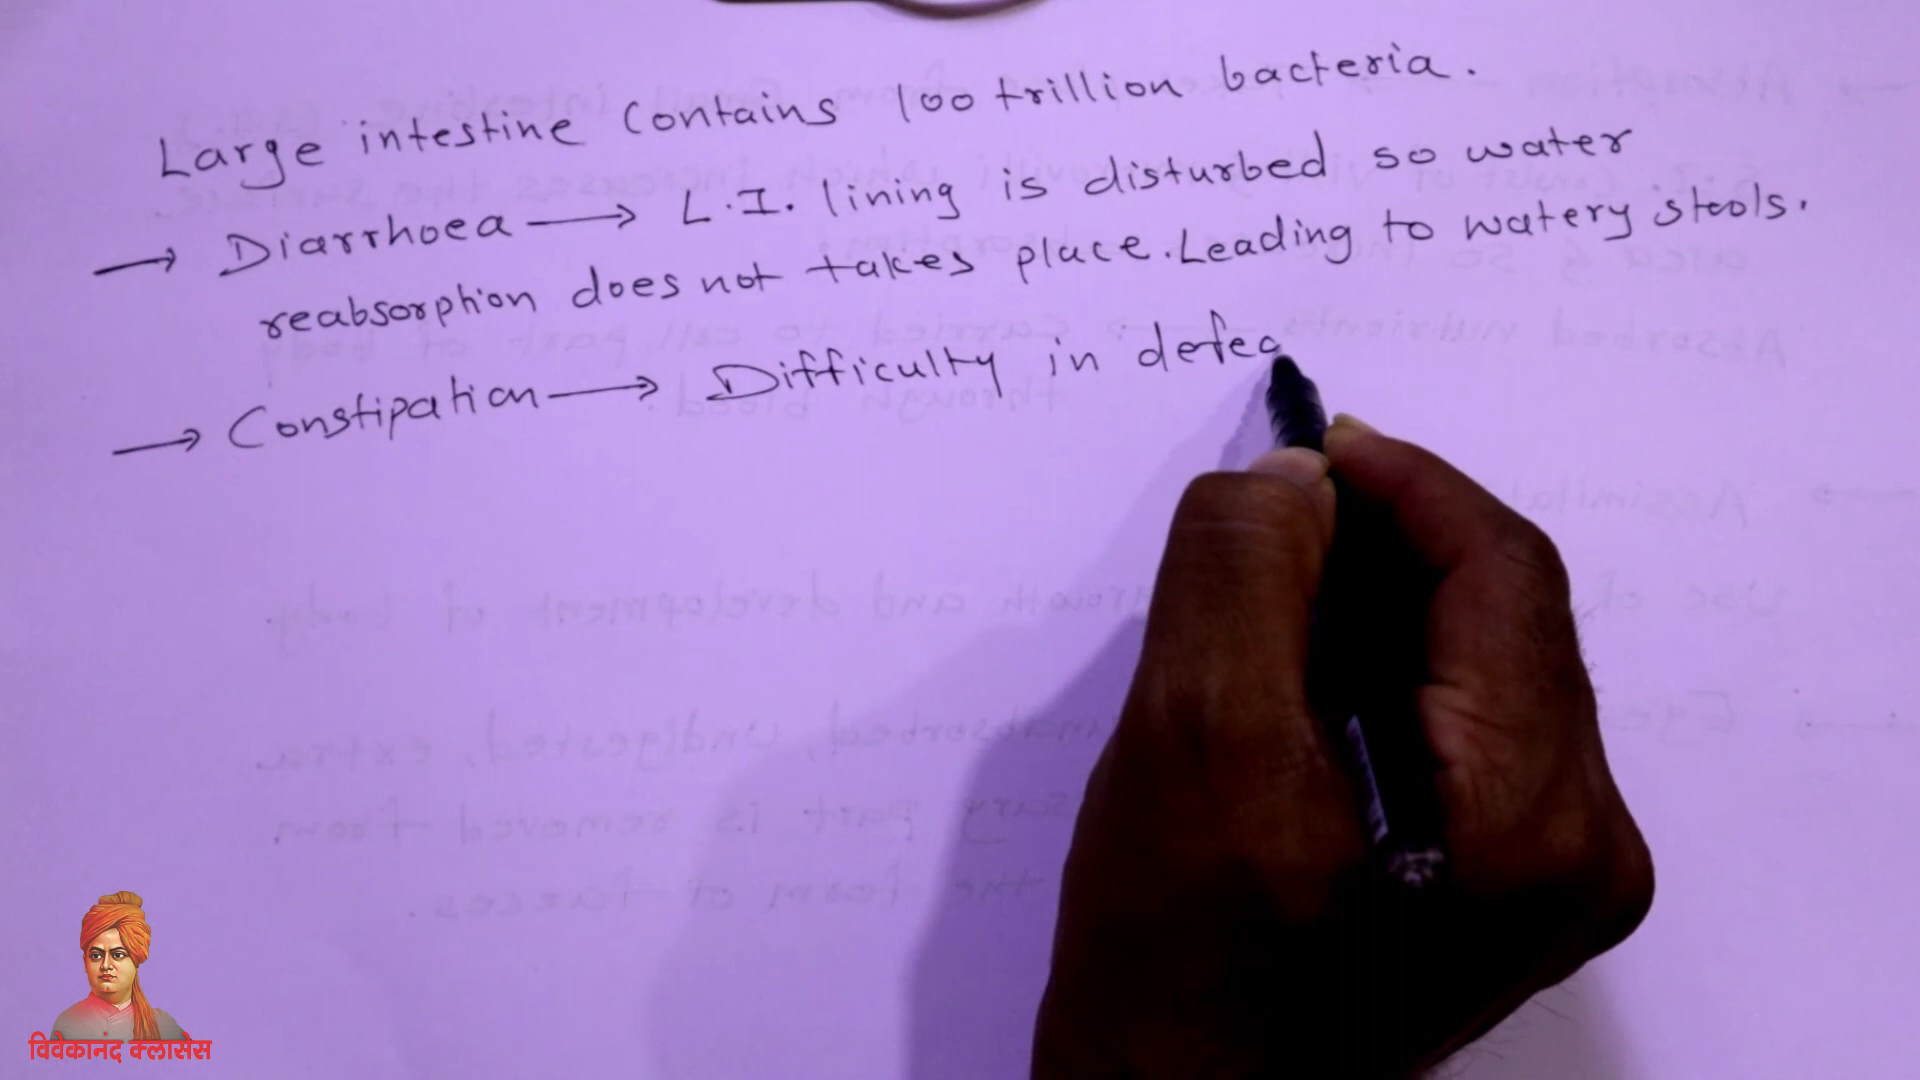 Large intestine contains 100 trillion bacteria.
→ Diarrhoea → L.I. lining is disturbed so water
reabsorption does not takes place. Leading to watery stools.
→ Constipation → Difficulty in defec
विवेकानद क्लासेस